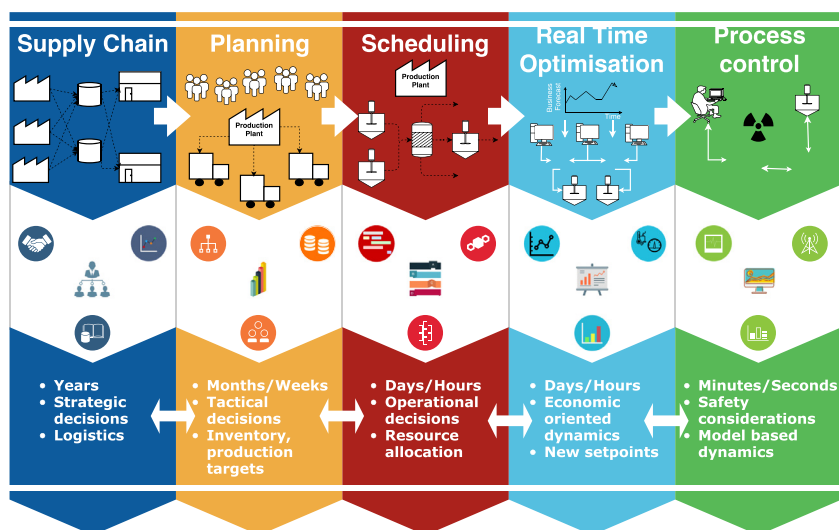 Supply Chain
Planning
Production
Plant
Scheduling
Production
Plant
Real Time
Optimisation
Business
Forecast
Time
Process
control
• Years
• Strategic
decisions
• Logistics
• Months/Weeks
• Tactical
decisions
• Inventory,
production
targets
• Days/Hours
• Operational
decisions
• Resource
allocation
• Days/Hours
• Economic
oriented
dynamics
• New setpoints
• Minutes/Seconds
• Safety
considerations
• Model based
dynamics